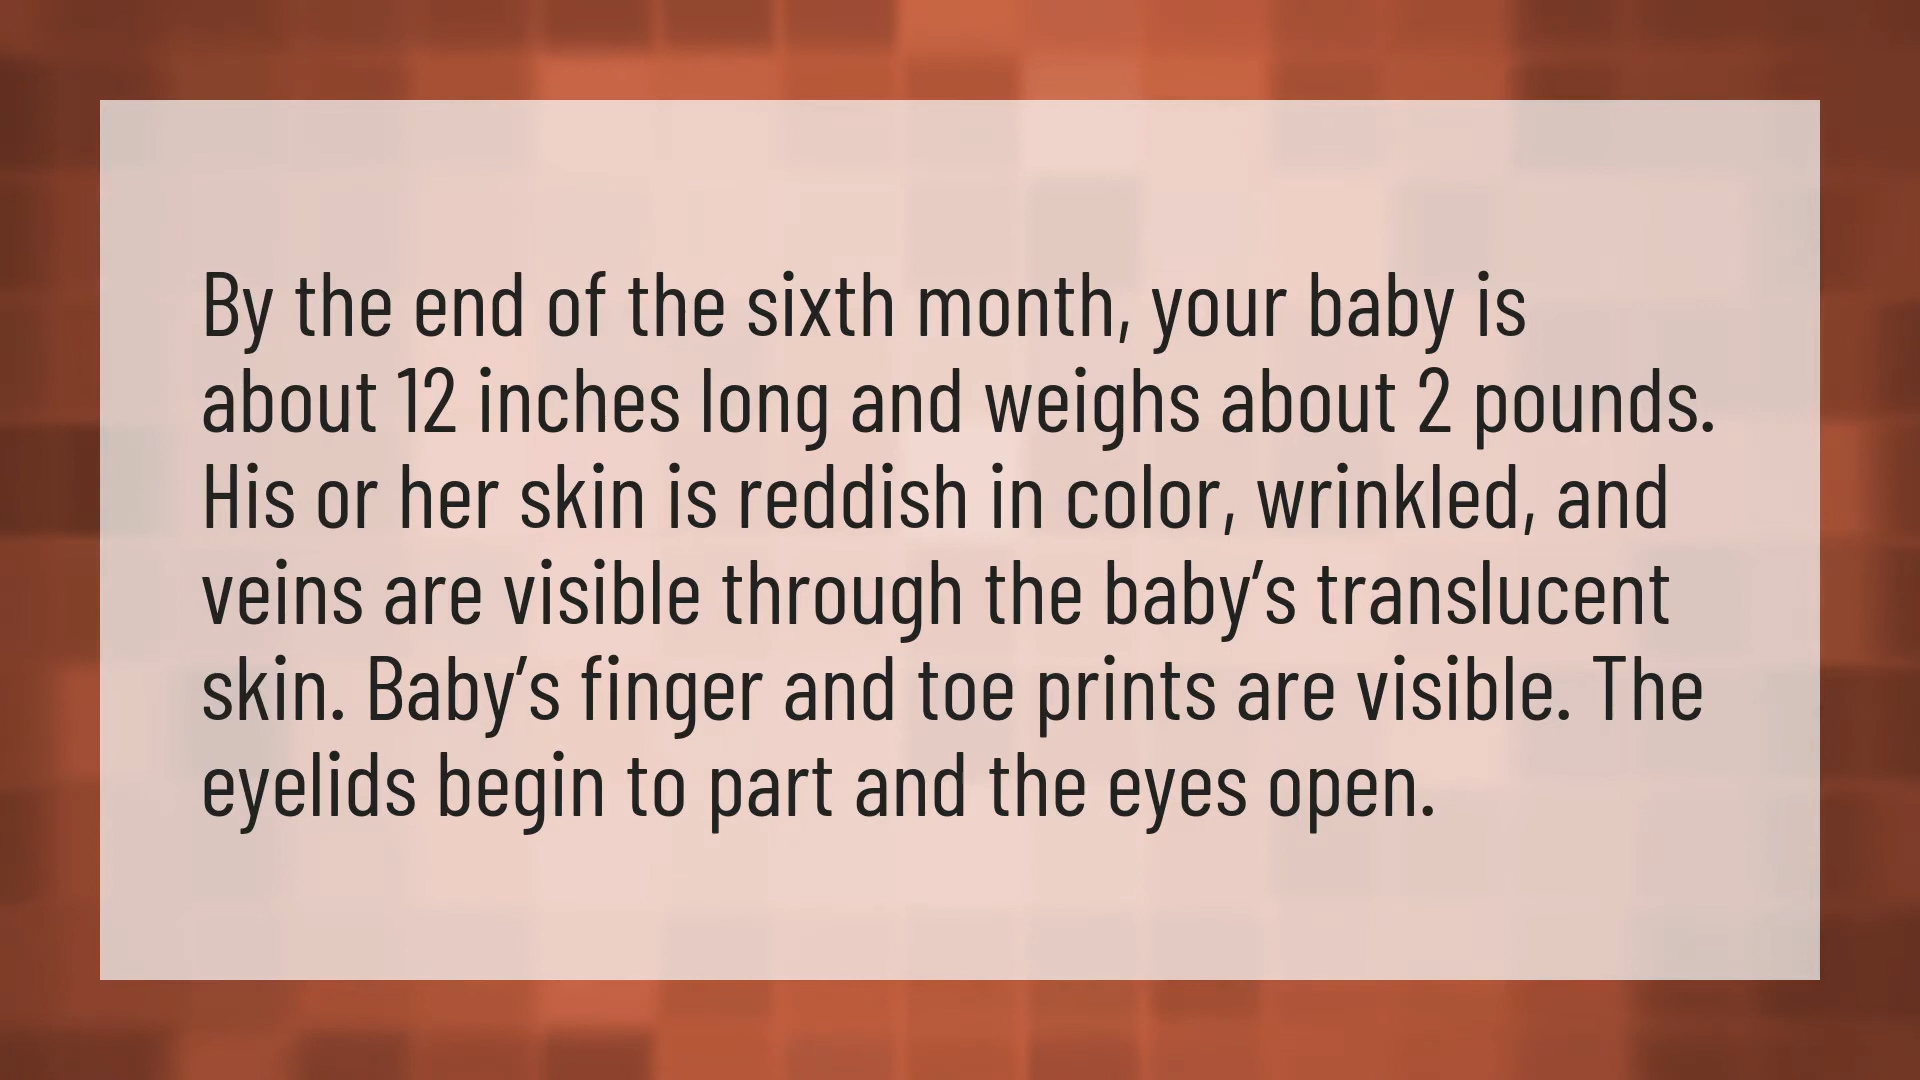 By the end of the sixth month, your baby is
about 12 inches long and weighs about 2 pounds.
His or her skin is reddish in color, wrinkled, and
veins are visible through the baby’s translucent
skin. Baby’s finger and toe prints are visible. The
eyelids begin to part and the eyes open.